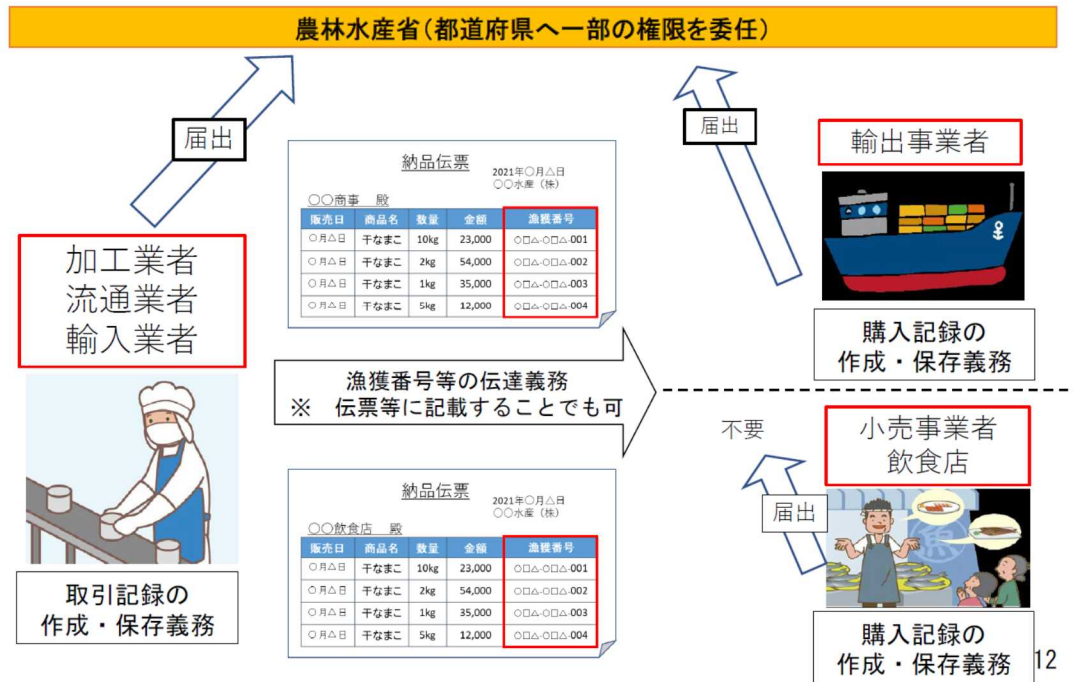 農林水産省(都道府県へ一部の権限を委任)
届出
届出
輸出事業者
納品伝票
2021年〇月△日
〇〇水産(株)
〇〇商事 殿
販売日 商品名 数量 金額 漁獲番号
〇月△日 干なまこ 10kg 23,000 〇□△-〇□△-001
〇月△日 干なまこ 2kg 54,000 〇□△-〇□△-002
〇月△日 干なまこ 1kg 35,000 〇□△-〇□△-003
〇月△日 干なまこ 5kg 12,000 〇□△-〇□△-004
加工業者
流通業者
輸入業者
購入記録の
作成・保存義務
漁獲番号等の伝達義務
※ 伝票等に記載することでも可
不要
小売事業者
飲食店
届出
魚
納品伝票
2021年〇月△日
〇〇水産(株)
〇〇飲食店 殿
販売日 商品名 数量 金額 漁獲番号
〇月△日 干なまこ 10kg 23,000 〇□△-〇□△-001
〇月△日 干なまこ 2kg 54,000 〇□△-〇□△-002
〇月△日 干なまこ 1kg 35,000 〇□△-〇□△-003
〇月△日 干なまこ 5kg 12,000 〇□△-〇□△-004
取引記録の
作成・保存義務
購入記録の
作成・保存義務
12